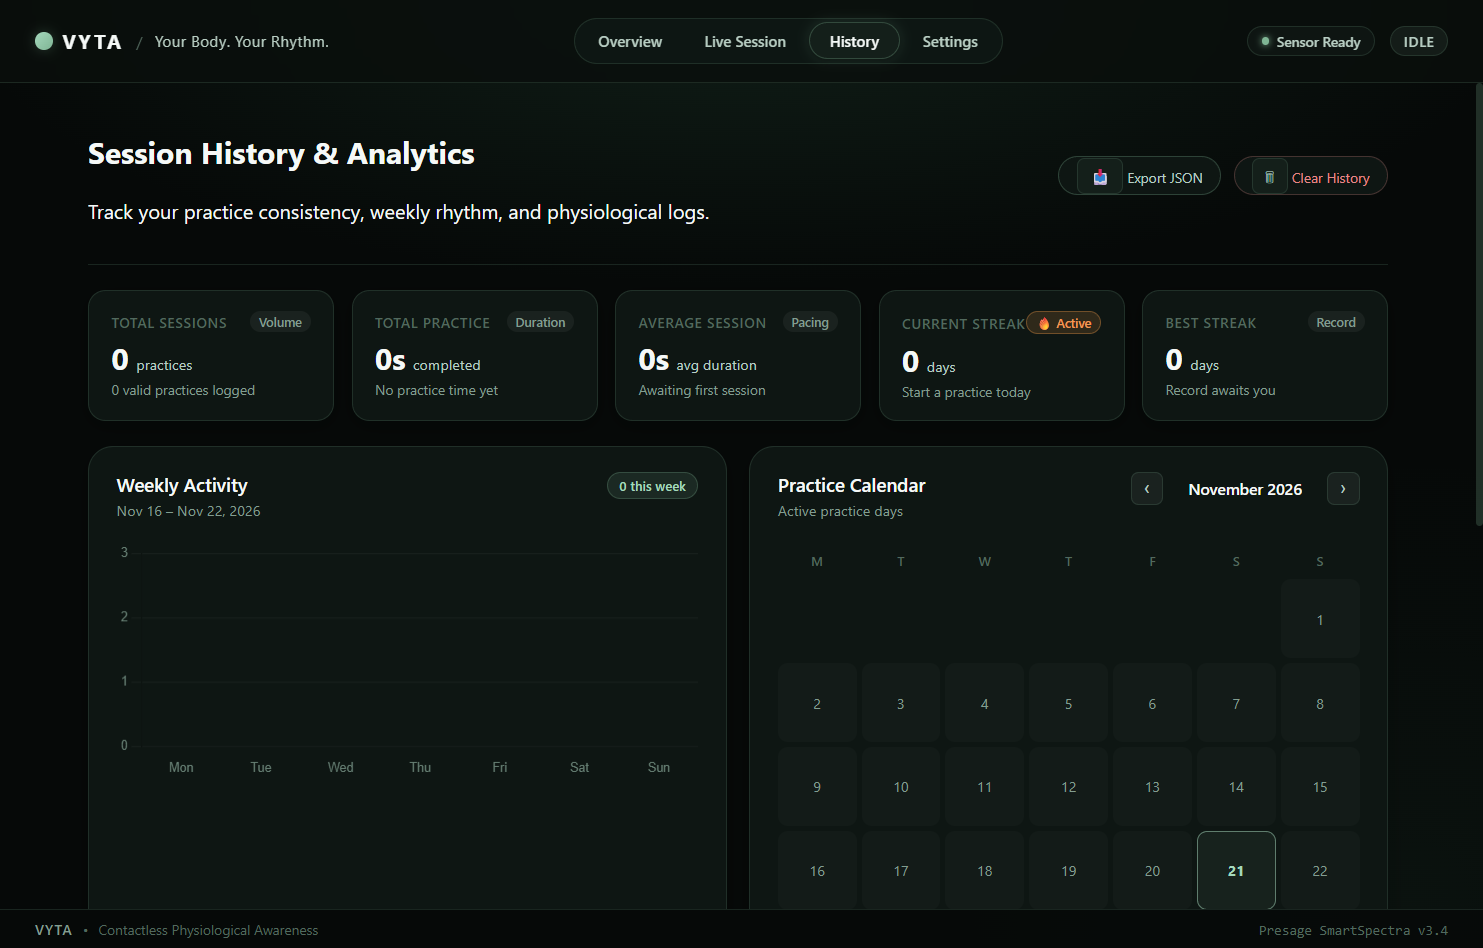 VYTA / Your Body. Your Rhythm.
Overview Live Session History Settings
Sensor Ready IDLE
Session History & Analytics
Track your practice consistency, weekly rhythm, and physiological logs.
Export JSON Clear History
TOTAL SESSIONS Volume
0 practices
0 valid practices logged
TOTAL PRACTICE Duration
0s completed
No practice time yet
AVERAGE SESSION Pacing
0s avg duration
Awaiting first session
CURRENT STREAK 🔥 Active
0 days
Start a practice today
BEST STREAK Record
0 days
Record awaits you
Weekly Activity
0 this week
Nov 16 – Nov 22, 2026
3
2
1
0
Mon Tue Wed Thu Fri Sat Sun
Practice Calendar
‹ November 2026 ›
Active practice days
M T W T F S S
1
2 3 4 5 6 7 8
9 10 11 12 13 14 15
16 17 18 19 20 21 22
VYTA • Contactless Physiological Awareness
Presage SmartSpectra v3.4